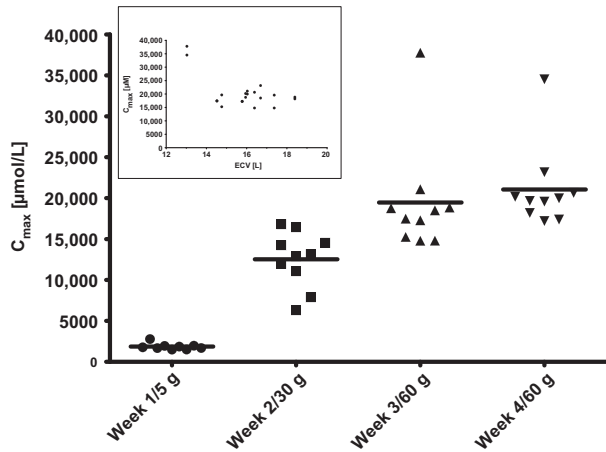 40,000
35,000
30,000
25,000
20,000
15,000
10,000
5000
0
C_max [µmol/L]
40,000
35,000
30,000
25,000
20,000
15,000
10,000
5000
0
C_max [µM]
12 14 16 18 20
ECV [L]
Week 1/5 g
Week 2/30 g
Week 3/60 g
Week 4/60 g